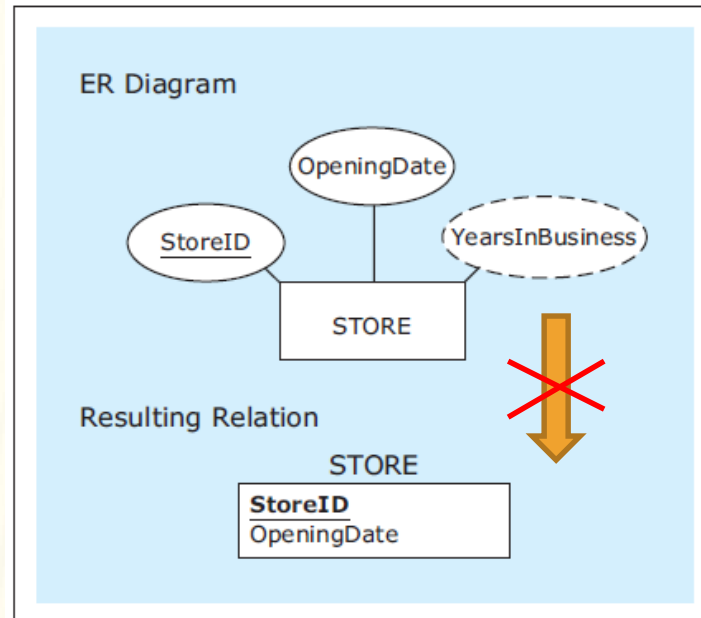 ER Diagram
OpeningDate
StoreID
YearsInBusiness
STORE
Resulting Relation
STORE
StoreID
OpeningDate